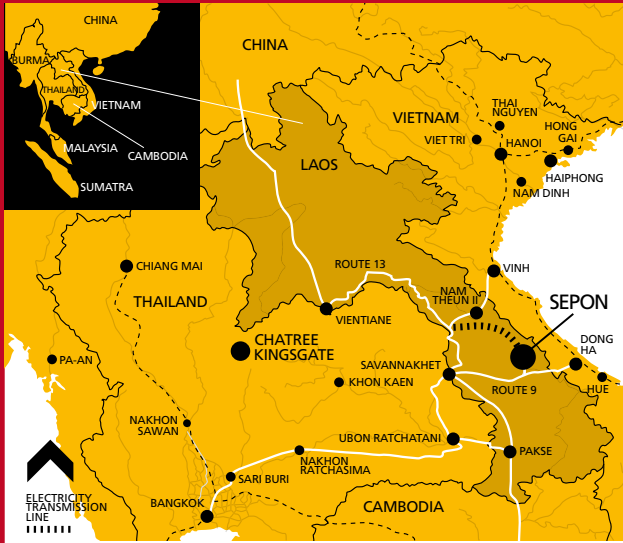 CHINA
BURMA
THAILAND
VIETNAM
MALAYSIA
CAMBODIA
SUMATRA
CHINA
VIETNAM
THAI
NGUYEN
VIET TRI
HONG
GAI
HANOI
HAIPHONG
NAM DINH
LAOS
ROUTE 13
VINH
CHIANG MAI
THAILAND
NAM
THEUN II
SEPON
VIENTIANE
CHATREE
KINGSGATE
DONG
HA
PA-AN
SAVANNAKHET
KHON KAEN
ROUTE 9
HUE
NAKHON
SAWAN
UBON RATCHATANI
PAKSE
NAKHON
RATCHASIMA
SARI BURI
ELECTRICITY
TRANSMISSION
LINE
BANGKOK
CAMBODIA